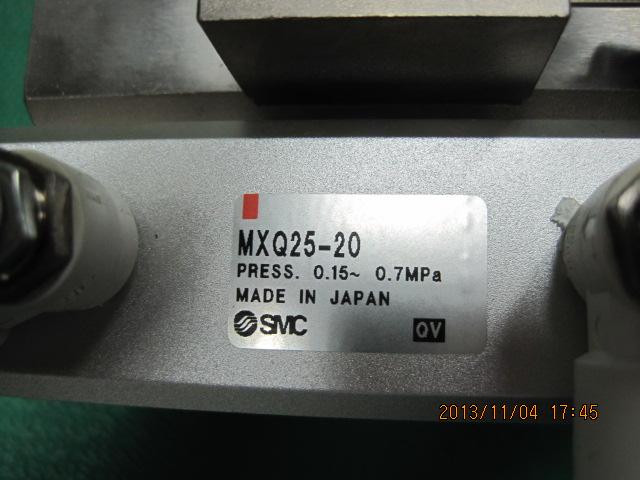 MXQ25-20
PRESS. 0.15~ 0.7MPa
MADE IN JAPAN
SMC QV
2013/11/04 17:45